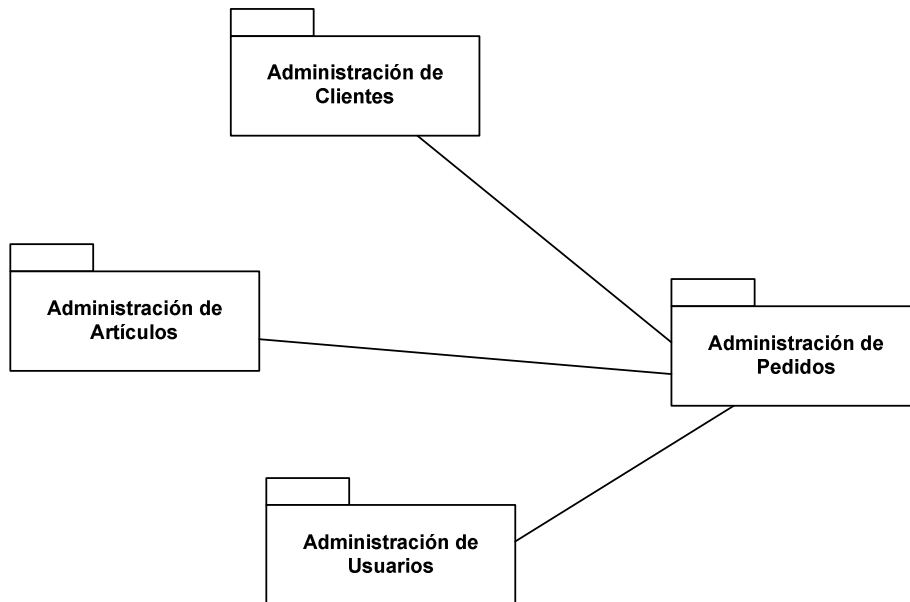 Administración de
Clientes
Administración de
Artículos
Administración de
Pedidos
Administración de
Usuarios